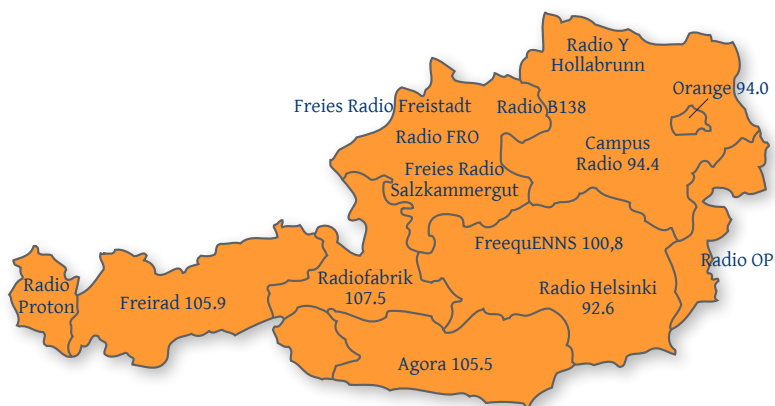 Radio Y
Hollabrunn
Orange 94.0
Freies Radio Freistadt
Radio B138
Radio FRO
Campus
Radio 94.4
Freies Radio
Salzkammergut
FreequENNS 100,8
Radio OP
Radio
Proton
Freirad 105.9
Radiofabrik
107.5
Radio Helsinki
92.6
Agora 105.5